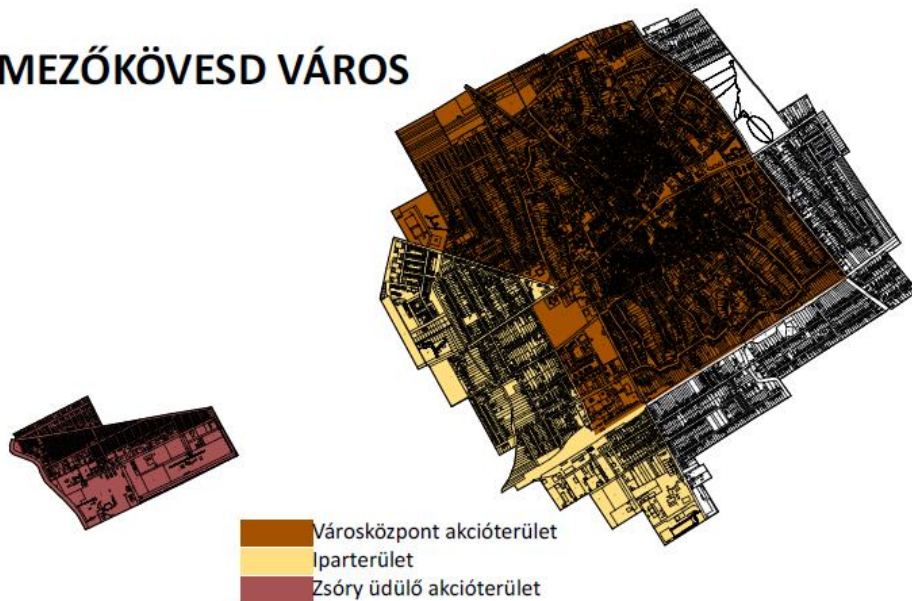 MEZŐKÖVESD VÁROS
Városközpont akcióterület
Iparterület
Zsóry üdülő akcióterület